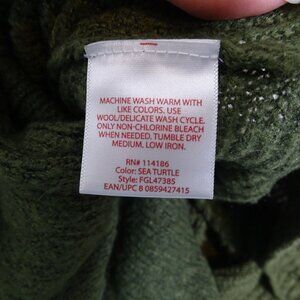 MACHINE WASH WARM WITH
LIKE COLORS. USE
WOOL/DELICATE WASH CYCLE.
ONLY NON-CHLORINE BLEACH
WHEN NEEDED. TUMBLE DRY
MEDIUM. LOW IRON.
RN# 114186
Color: SEA TURTLE
Style: FGL47385
EAN/UPC 8 0859427415